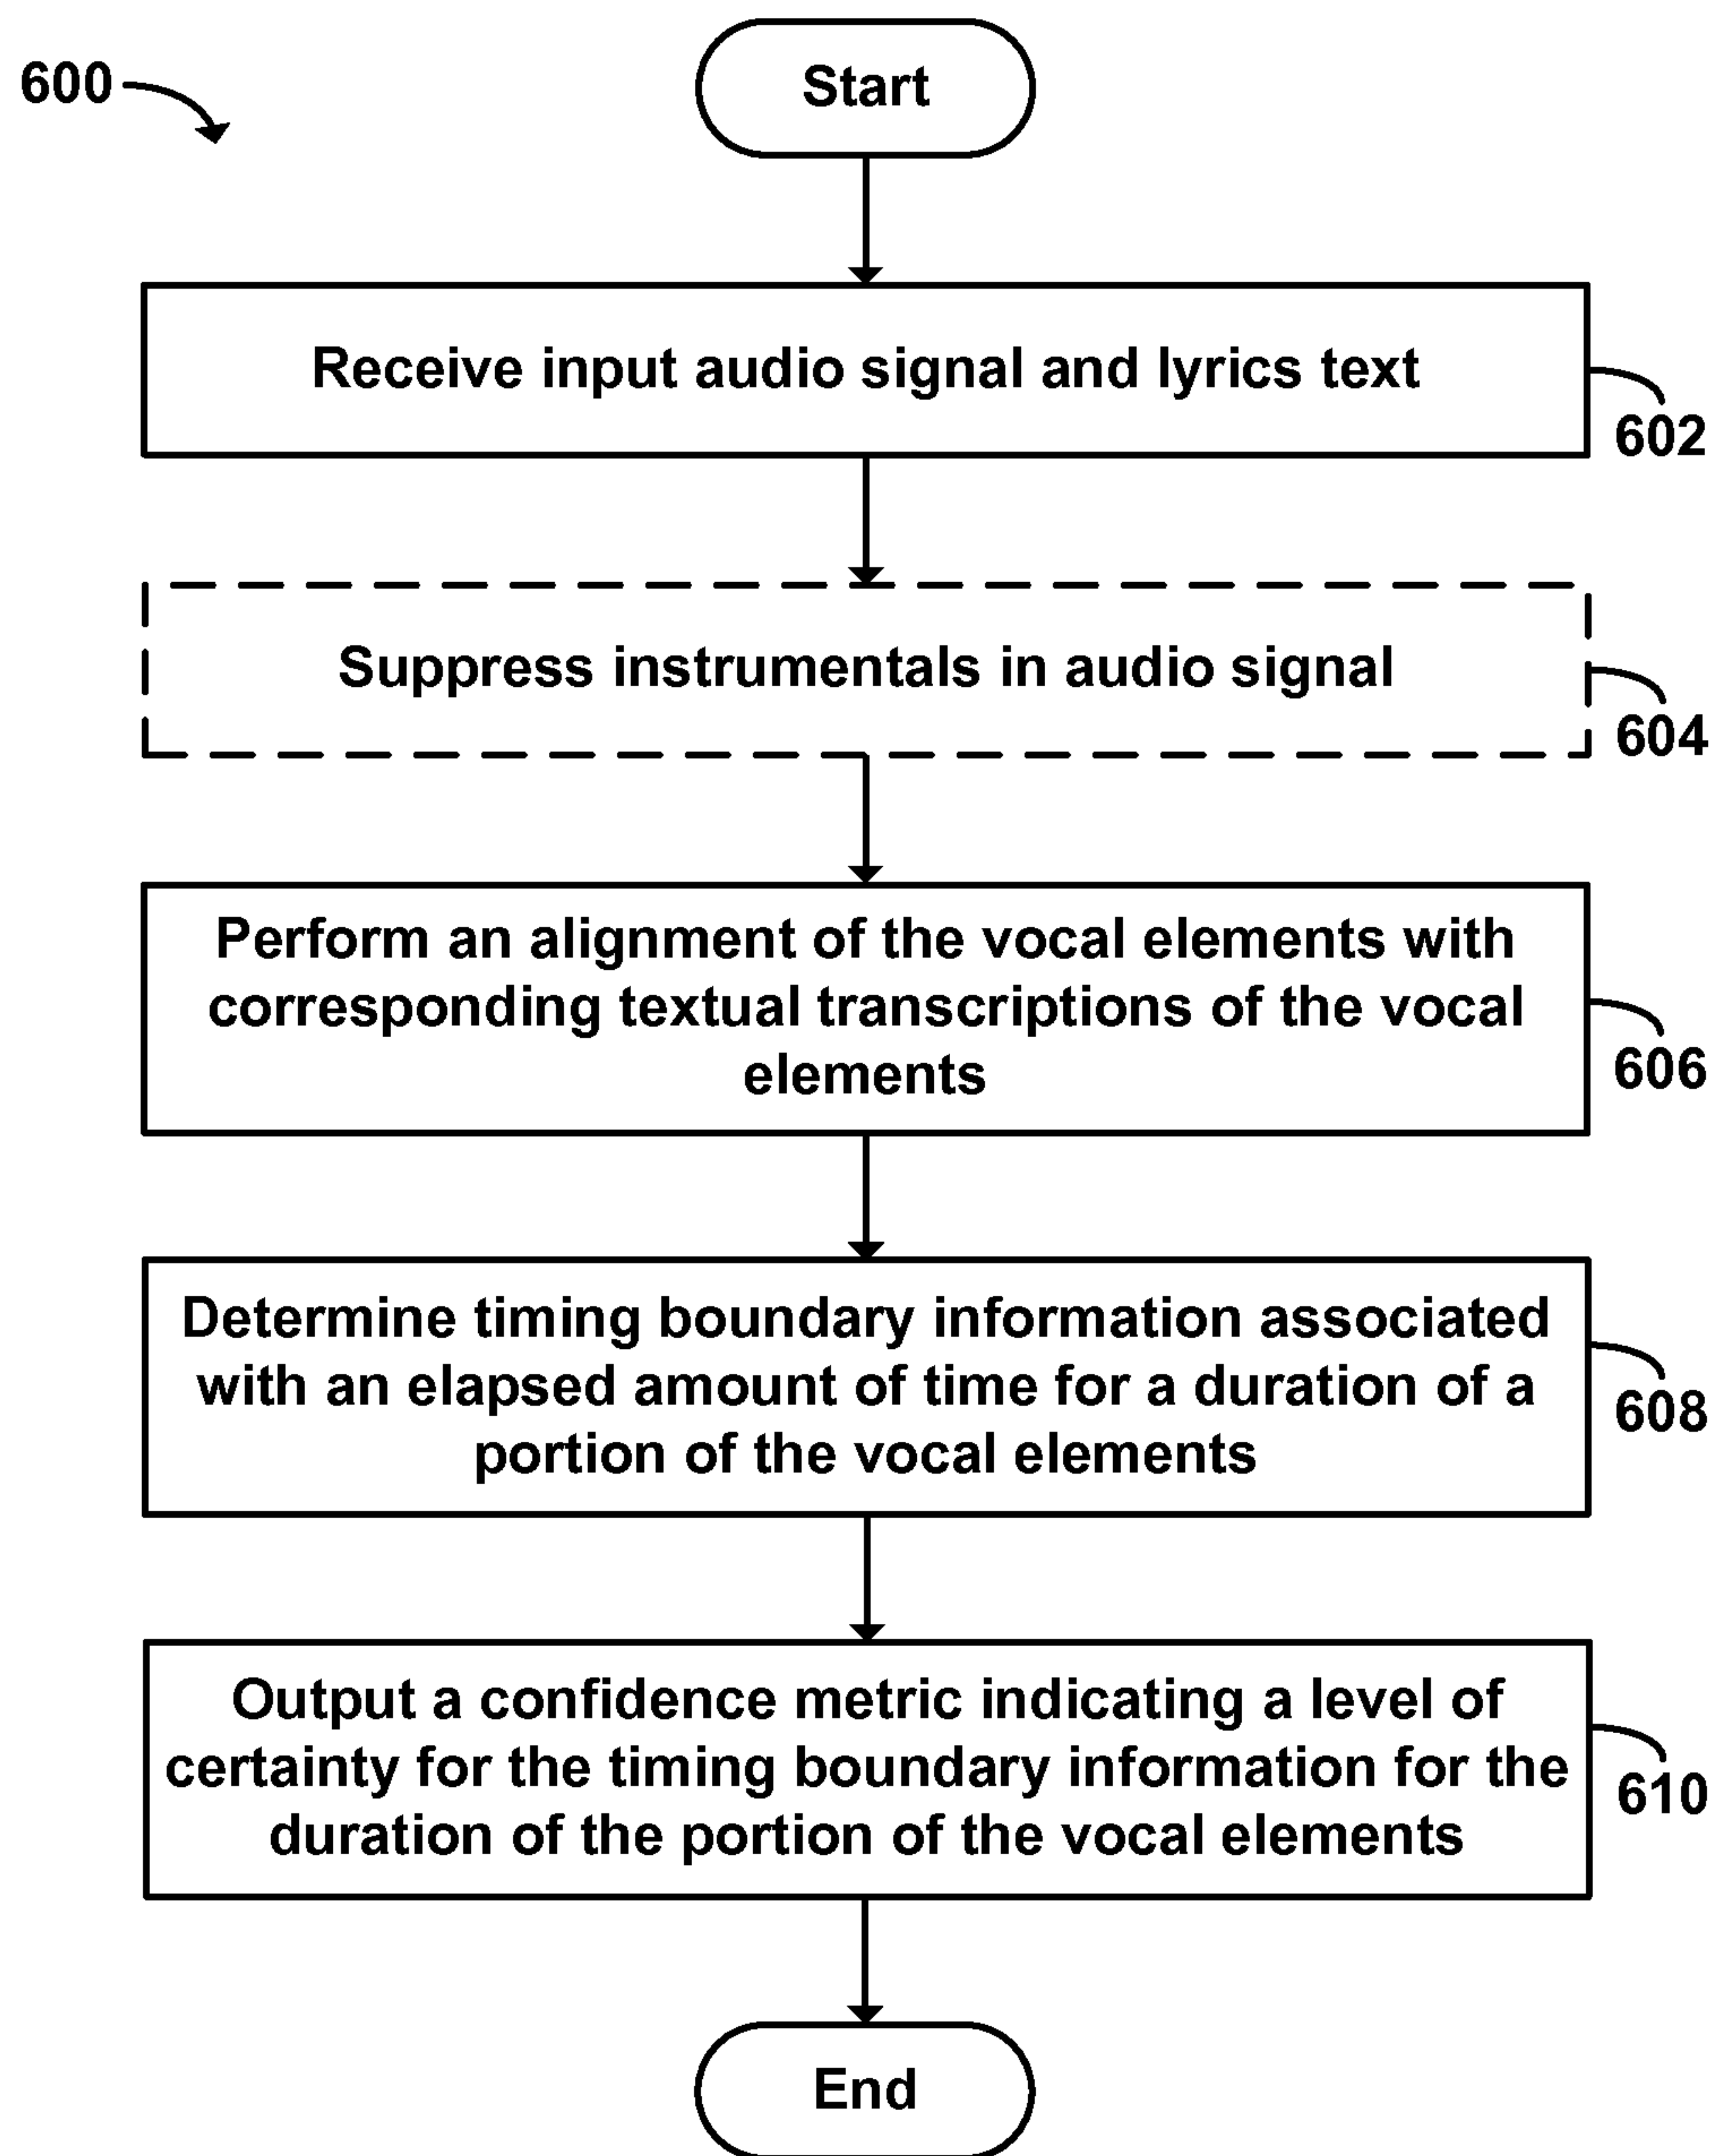 600
Start
Receive input audio signal and lyrics text
602
Suppress instrumentals in audio signal
604
Perform an alignment of the vocal elements with
corresponding textual transcriptions of the vocal
elements
606
Determine timing boundary information associated
with an elapsed amount of time for a duration of a
portion of the vocal elements
608
Output a confidence metric indicating a level of
certainty for the timing boundary information for the
duration of the portion of the vocal elements
610
End